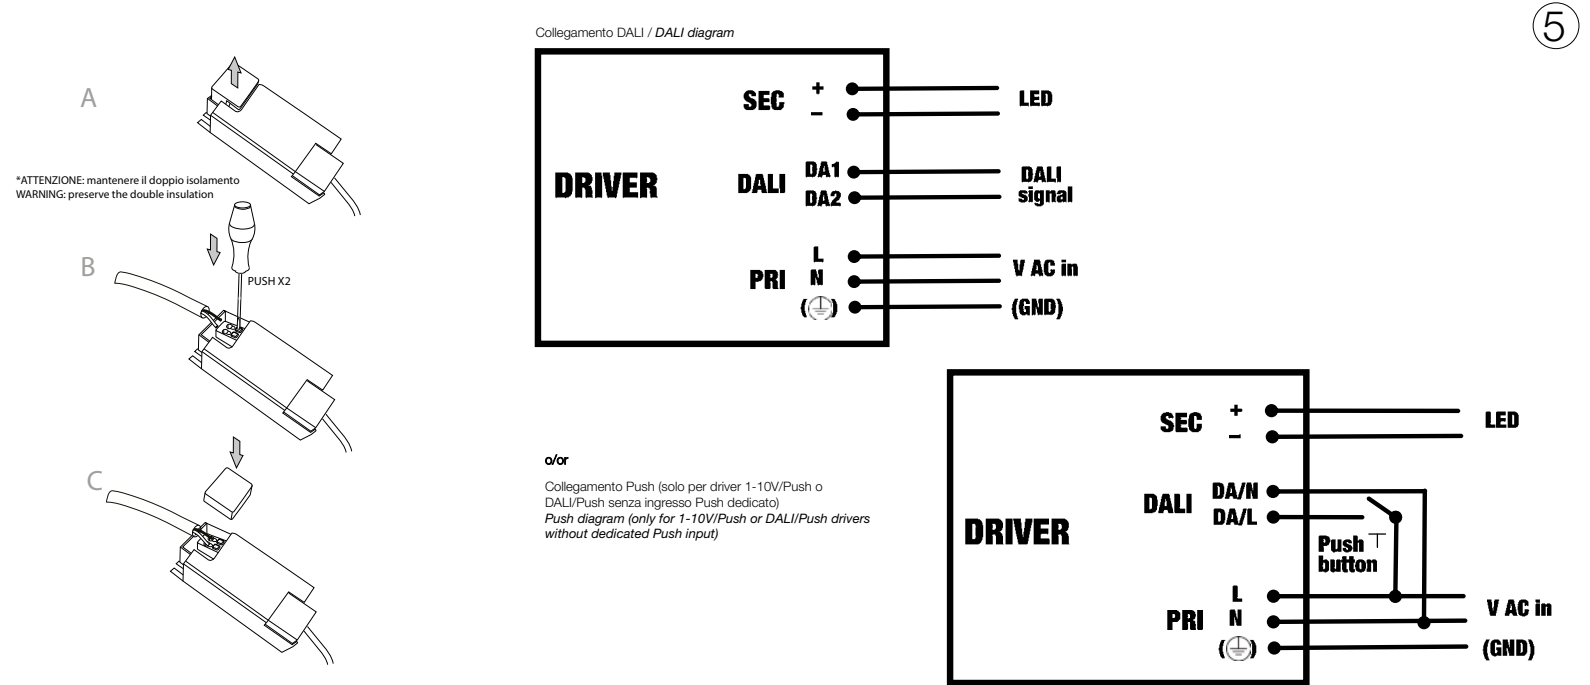 5
A
*ATTENZIONE: mantenere il doppio isolamento
WARNING: preserve the double insulation
B
PUSH X2
C
Collegamento DALI / DALI diagram
DRIVER
SEC
+
−
LED
DALI
DA1
DA2
DALI
signal
PRI
L
N
( )
V AC in
(GND)
o/or
Collegamento Push (solo per driver 1-10V/Push o
DALI/Push senza ingresso Push dedicato)
Push diagram (only for 1-10V/Push or DALI/Push drivers
without dedicated Push input)
DRIVER
SEC
+
−
LED
DALI
DA/N
DA/L
Push
button
PRI
L
N
( )
V AC in
(GND)